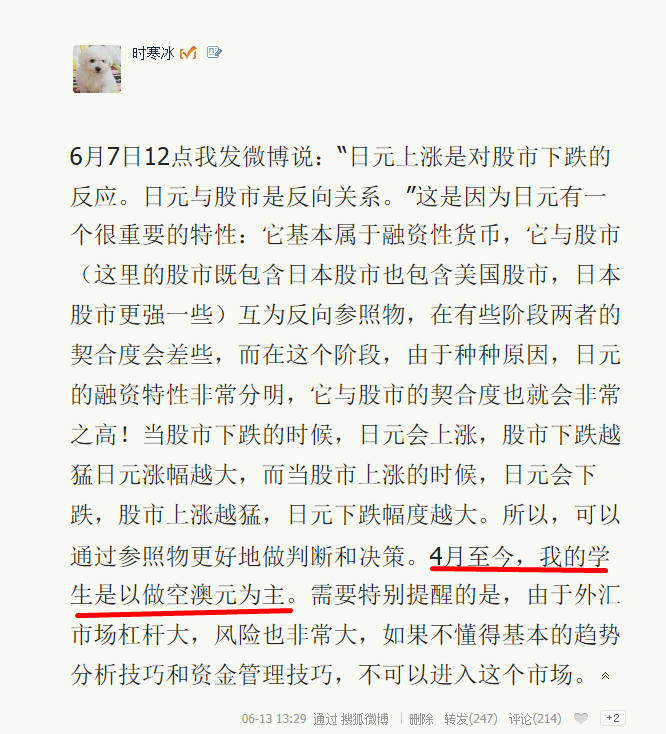 时寒冰
6月7日12点我发微博说：“日元上涨是对股市下跌的
反应。日元与股市是反向关系。”这是因为日元有一
个很重要的特性：它基本属于融资性货币，它与股市
（这里的股市既包含日本股市也包含美国股市，日本
股市更强一些）互为反向参照物，在有些阶段两者的
契合度会差些，而在这个阶段，由于种种原因，日元
的融资特性非常分明，它与股市的契合度也就会非常
之高！当股市下跌的时候，日元会上涨，股市下跌越
猛日元涨幅越大，而当股市上涨的时候，日元会下
跌，股市上涨越猛，日元下跌幅度越大。所以，可以
通过参照物更好地做判断和决策。4月至今，我的学
生是以做空澳元为主。需要特别提醒的是，由于外汇
市场杠杆大，风险也非常大，如果不懂得基本的趋势
分析技巧和资金管理技巧，不可以进入这个市场。
06-13 13:29 通过 搜狐微博 | 删除 转发(247) 评论(214) +2